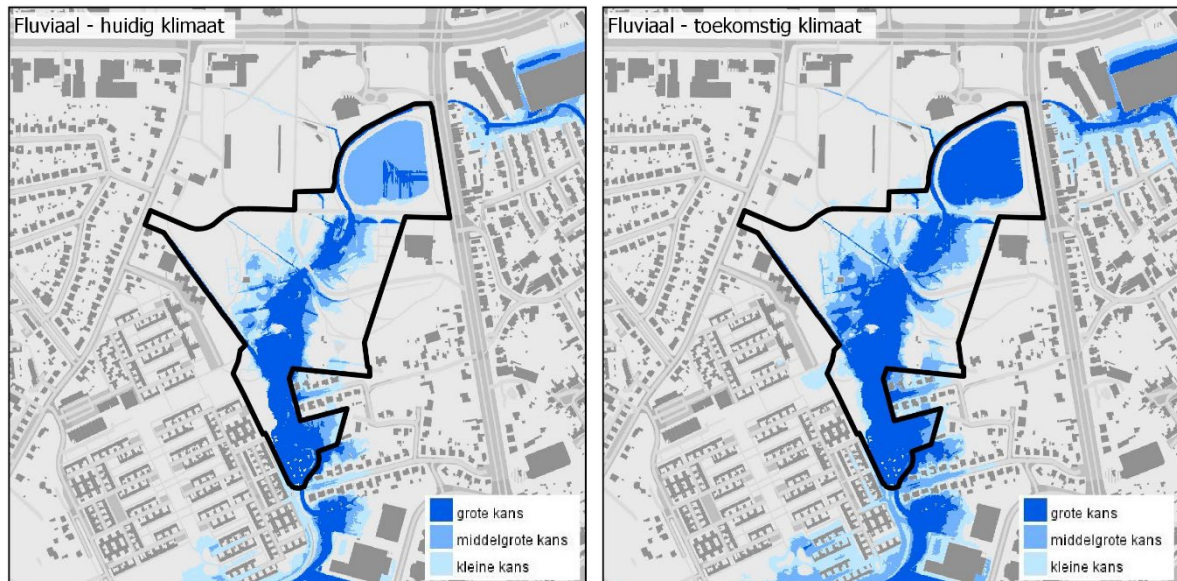 Fluviaal - huidig klimaat
grote kans
middelgrote kans
kleine kans
Fluviaal - toekomstig klimaat
grote kans
middelgrote kans
kleine kans